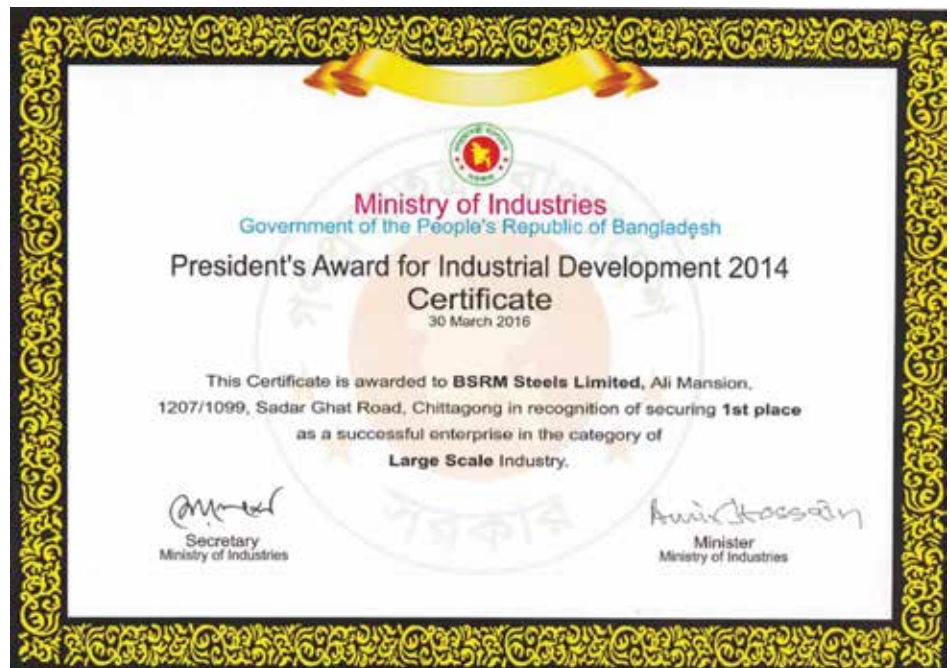 Ministry of Industries
Government of the People's Republic of Bangladesh
President's Award for Industrial Development 2014
Certificate
30 March 2016
This Certificate is awarded to BSRM Steels Limited, Ali Mansion,
1207/1099, Sadar Ghat Road, Chittagong in recognition of securing 1st place
as a successful enterprise in the category of
Large Scale Industry.
Amir Hossain
Secretary
Ministry of Industries
Minister
Ministry of Industries
সরকার